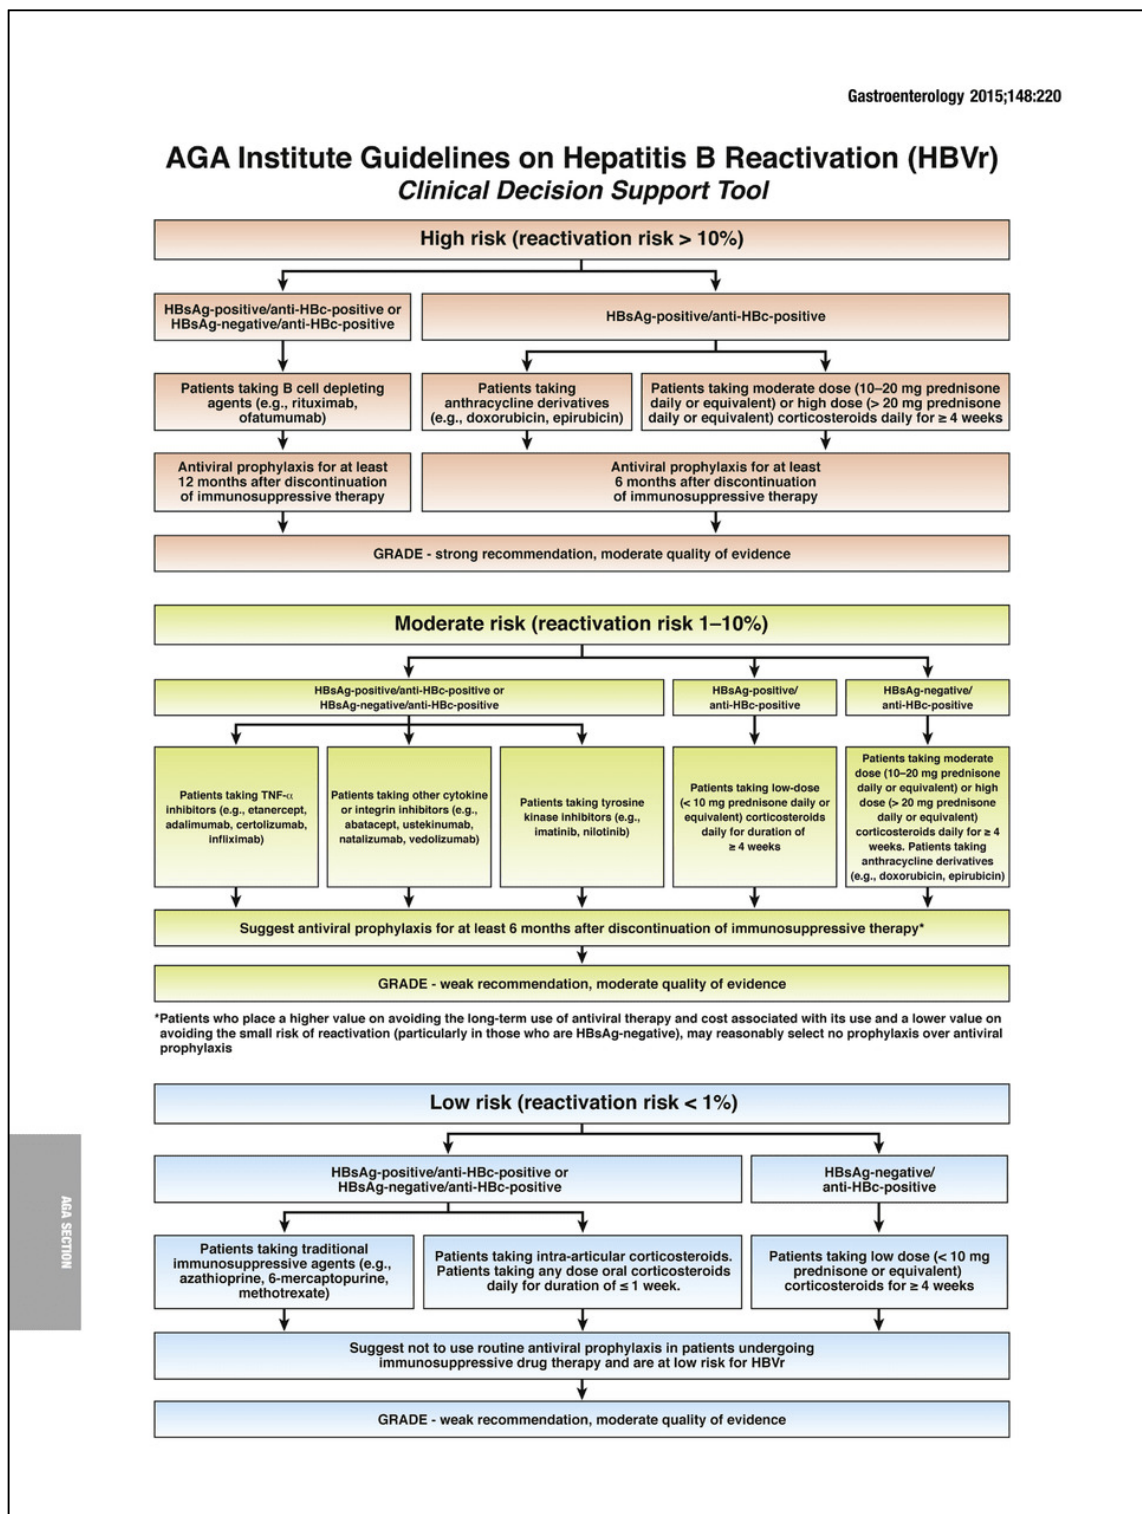 Gastroenterology 2015;148:220
AGA Institute Guidelines on Hepatitis B Reactivation (HBVr)
Clinical Decision Support Tool
High risk (reactivation risk > 10%)
HBsAg-positive/anti-HBc-positive or
HBsAg-negative/anti-HBc-positive
HBsAg-positive/anti-HBc-positive
Patients taking B cell depleting
agents (e.g., rituximab,
ofatumumab)
Patients taking
anthracycline derivatives
(e.g., doxorubicin, epirubicin)
Patients taking moderate dose (10–20 mg prednisone
daily or equivalent) or high dose (> 20 mg prednisone
daily or equivalent) corticosteroids daily for ≥ 4 weeks
Antiviral prophylaxis for at least
12 months after discontinuation
of immunosuppressive therapy
Antiviral prophylaxis for at least
6 months after discontinuation
of immunosuppressive therapy
GRADE - strong recommendation, moderate quality of evidence
Moderate risk (reactivation risk 1–10%)
HBsAg-positive/anti-HBc-positive or
HBsAg-negative/anti-HBc-positive
HBsAg-positive/
anti-HBc-positive
HBsAg-negative/
anti-HBc-positive
Patients taking TNF-α
inhibitors (e.g., etanercept,
adalimumab, certolizumab,
infliximab)
Patients taking other cytokine
or integrin inhibitors (e.g.,
abatacept, ustekinumab,
natalizumab, vedolizumab)
Patients taking tyrosine
kinase inhibitors (e.g.,
imatinib, nilotinib)
Patients taking low-dose
(< 10 mg prednisone daily or
equivalent) corticosteroids
daily for duration of
≥ 4 weeks
Patients taking moderate
dose (10–20 mg prednisone
daily or equivalent) or high
dose (> 20 mg prednisone
daily or equivalent)
corticosteroids daily for ≥ 4
weeks. Patients taking
anthracycline derivatives
(e.g., doxorubicin, epirubicin)
Suggest antiviral prophylaxis for at least 6 months after discontinuation of immunosuppressive therapy*
GRADE - weak recommendation, moderate quality of evidence
*Patients who place a higher value on avoiding the long-term use of antiviral therapy and cost associated with its use and a lower value on
avoiding the small risk of reactivation (particularly in those who are HBsAg-negative), may reasonably select no prophylaxis over antiviral
prophylaxis
Low risk (reactivation risk < 1%)
HBsAg-positive/anti-HBc-positive or
HBsAg-negative/anti-HBc-positive
HBsAg-negative/
anti-HBc-positive
Patients taking traditional
immunosuppressive agents (e.g.,
azathioprine, 6-mercaptopurine,
methotrexate)
Patients taking intra-articular corticosteroids.
Patients taking any dose oral corticosteroids
daily for duration of ≤ 1 week.
Patients taking low dose (< 10 mg
prednisone or equivalent)
corticosteroids for ≥ 4 weeks
Suggest not to use routine antiviral prophylaxis in patients undergoing
immunosuppressive drug therapy and are at low risk for HBVr
GRADE - weak recommendation, moderate quality of evidence
AGA SECTION